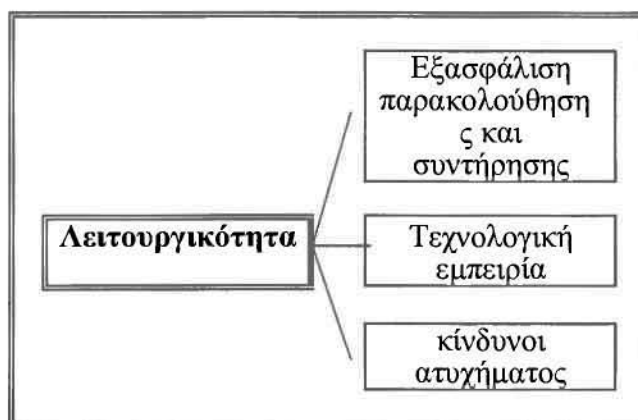 Εξασφάλιση
παρακολούθηση
ς και
συντήρησης
Λειτουργικότητα
Τεχνολογική
εμπειρία
κίνδυνοι
ατυχήματος